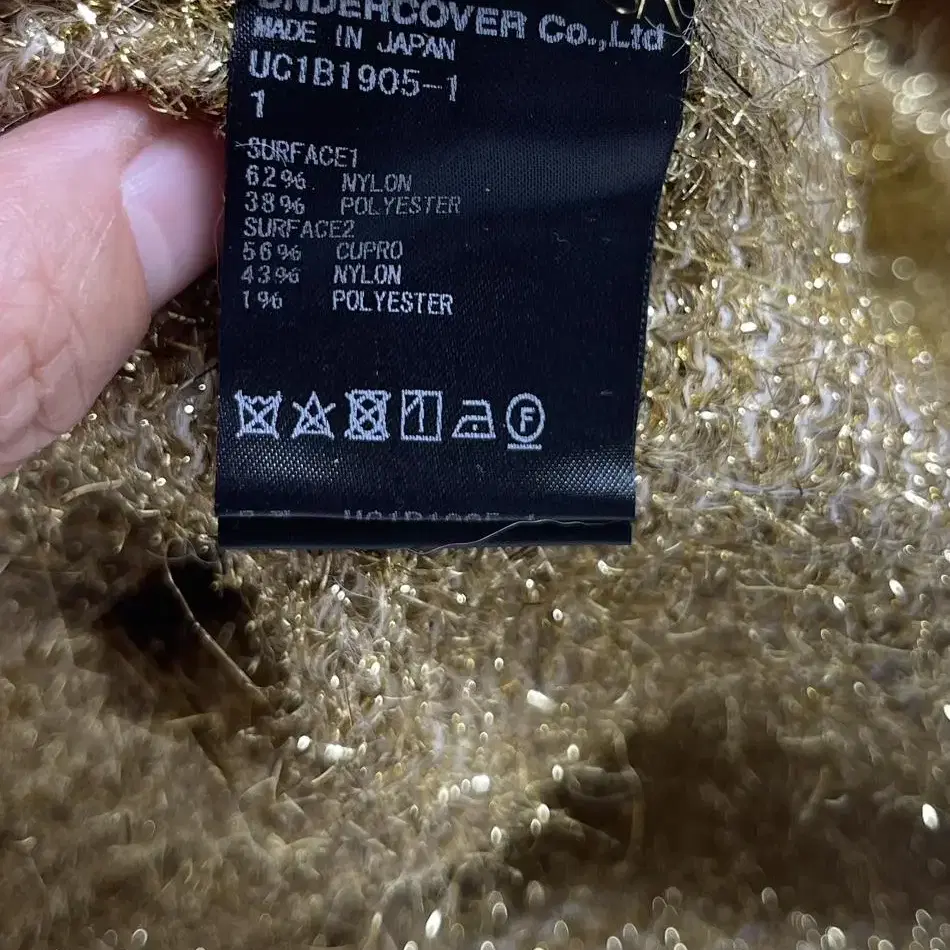 UNDERCOVER Co.,Ltd
MADE IN JAPAN
UC1B1905-1
1
SURFACE1
62% NYLON
38% POLYESTER
SURFACE2
56% CUPRO
43% NYLON
1% POLYESTER
F